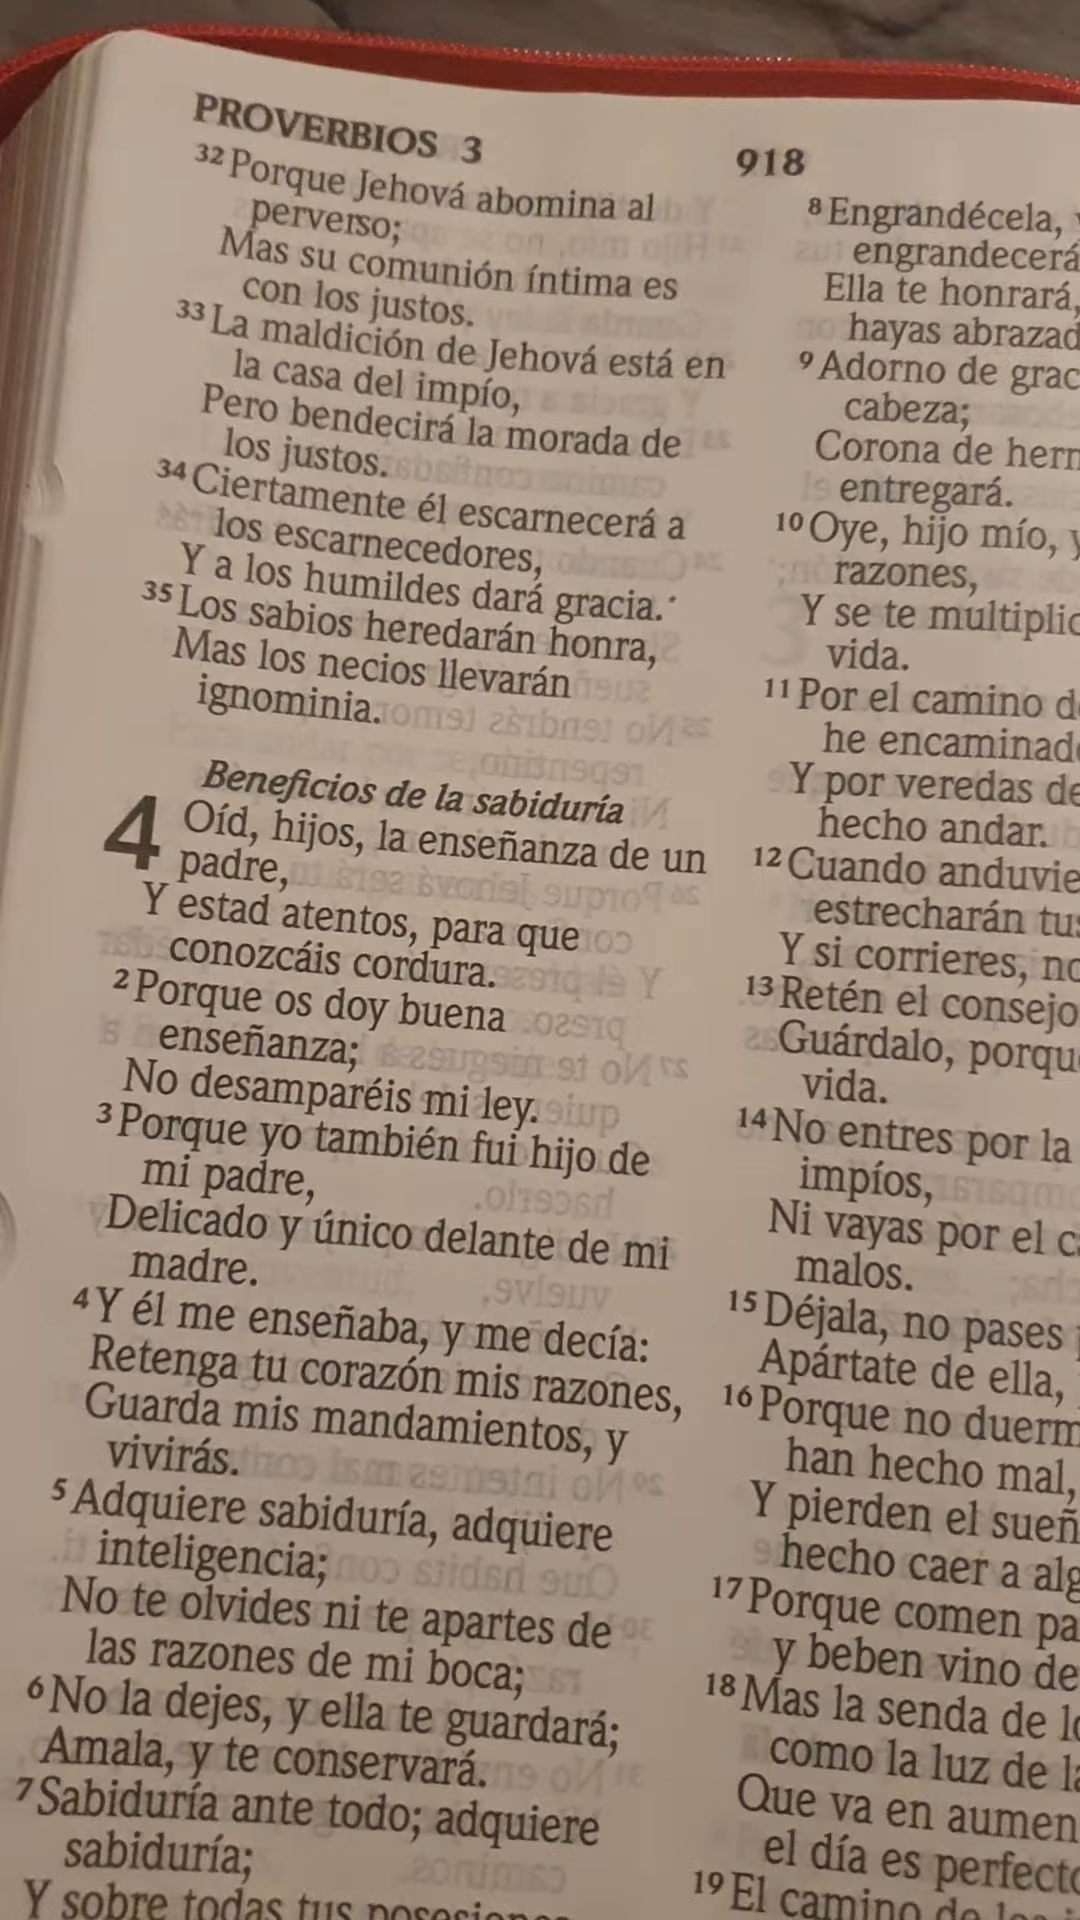 PROVERBIOS 3
918
32 Porque Jehová abomina al
perverso;
Mas su comunión íntima es
con los justos.
33 La maldición de Jehová está en
la casa del impío,
Pero bendecirá la morada de
los justos.
34 Ciertamente él escarnecerá a
los escarnecedores,
Y a los humildes dará gracia.*
35 Los sabios heredarán honra,
Mas los necios llevarán
ignominia.
Beneficios de la sabiduría
4 Oíd, hijos, la enseñanza de un
padre,
Y estad atentos, para que
conozcáis cordura.
2 Porque os doy buena
enseñanza;
No desamparéis mi ley.
3 Porque yo también fui hijo de
mi padre,
Delicado y único delante de mi
madre.
4 Y él me enseñaba, y me decía:
Retenga tu corazón mis razones,
Guarda mis mandamientos, y
vivirás.
5 Adquiere sabiduría, adquiere
inteligencia;
No te olvides ni te apartes de
las razones de mi boca;
6 No la dejes, y ella te guardará;
Amala, y te conservará.
7 Sabiduría ante todo; adquiere
sabiduría;
Y sobre todas tus
8 Engrandécela,
engrandecerá
Ella te honrará,
hayas abrazad
9 Adorno de grac
cabeza;
Corona de herm
entregará.
10 Oye, hijo mío, y
razones,
Y se te multiplic
vida.
11 Por el camino d
he encaminad
Y por veredas de
hecho andar.
12 Cuando anduvie
estrecharán tus
Y si corrieres, no
13 Retén el consejo
Guárdalo, porqu
vida.
14 No entres por la
impíos,
Ni vayas por el c
malos.
15 Déjala, no pases
Apártate de ella,
16 Porque no duerm
han hecho mal,
Y pierden el sueñ
hecho caer a alg
17 Porque comen pa
y beben vino de
18 Mas la senda de lo
como la luz de la
Que va en aumen
el día es perfecto
19 El camino de los